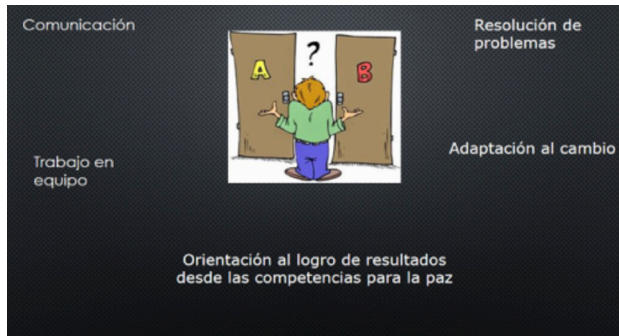 Comunicación
Resolución de
problemas
A
?
B
Trabajo en
equipo
Adaptación al cambio
Orientación al logro de resultados
desde las competencias para la paz